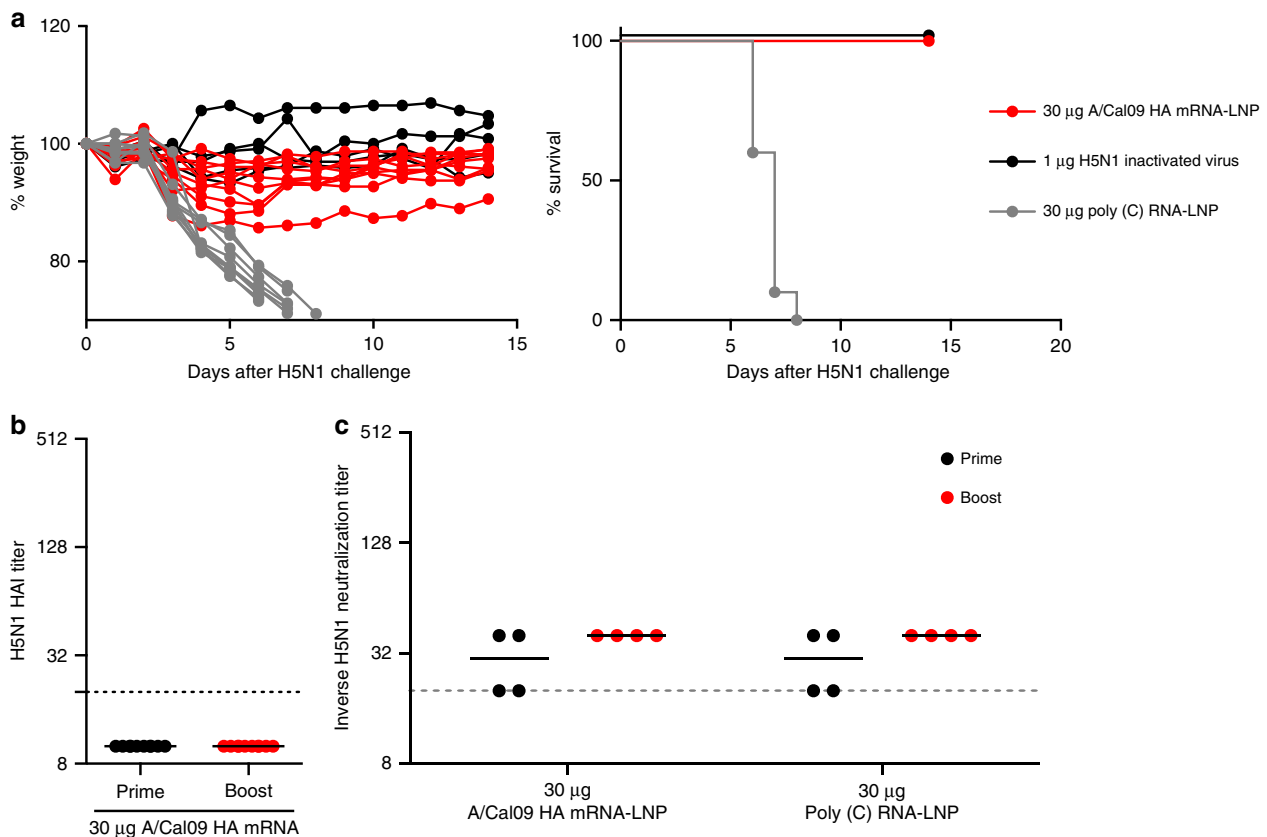 a
% weight
120
100
80
0
5
10
15
Days after H5N1 challenge
% survival
100
50
0
0
5
10
15
20
Days after H5N1 challenge
30 μg A/Cal09 HA mRNA-LNP
1 μg H5N1 inactivated virus
30 μg poly (C) RNA-LNP
b
H5N1 HAI titer
512
128
32
8
Prime
Boost
30 μg A/Cal09 HA mRNA
c
Inverse H5N1 neutralization titer
512
128
32
8
Prime
Boost
30 μg
A/Cal09 HA mRNA-LNP
30 μg
Poly (C) RNA-LNP